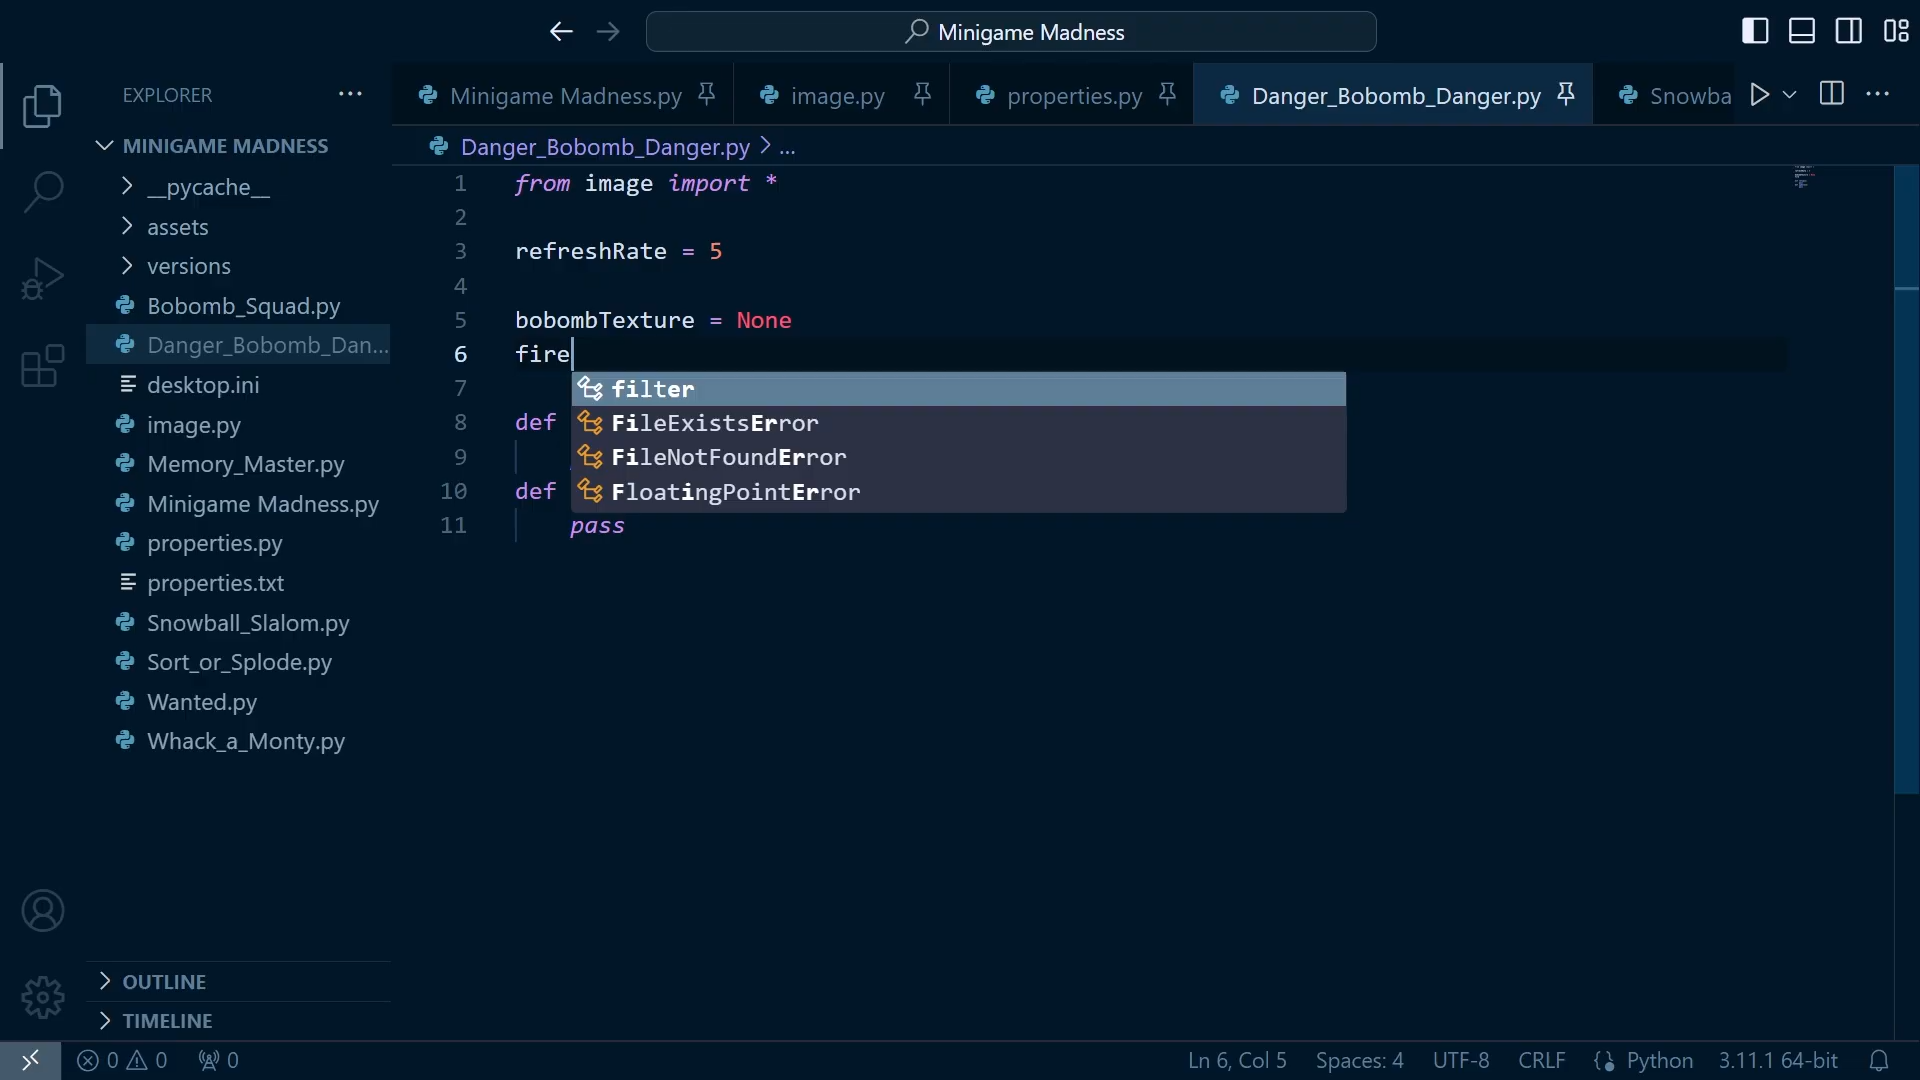 Minigame Madness
EXPLORER
MINIGAME MADNESS
__pycache__
assets
versions
Bobomb_Squad.py
Danger_Bobomb_Dan...
desktop.ini
image.py
Memory_Master.py
Minigame Madness.py
properties.py
properties.txt
Snowball_Slalom.py
Sort_or_Splode.py
Wanted.py
Whack_a_Monty.py
OUTLINE
TIMELINE
Minigame Madness.py
image.py
properties.py
Danger_Bobomb_Danger.py
Snowba
Danger_Bobomb_Danger.py > ...
1 from image import *
2
3 refreshRate = 5
4
5 bobombTexture = None
6 fire
7
8 def
9
10 def
11 pass
filter
FileExistsError
FileNotFoundError
FloatingPointError
0 0 0
Ln 6, Col 5 Spaces: 4 UTF-8 CRLF Python 3.11.1 64-bit